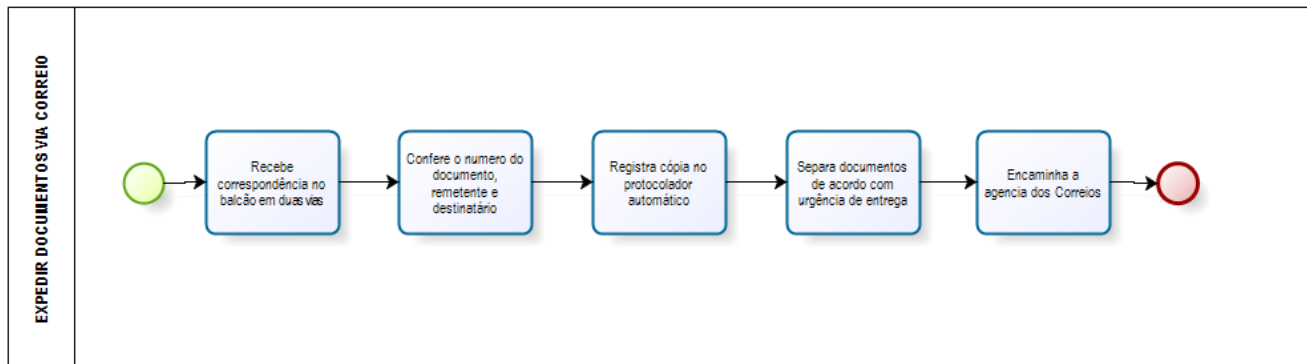 EXPEDIR DOCUMENTOS VIA CORREIO
Recebe
correspondência no
balcão em duas vias
Confere o numero do
documento,
remetente e
destinatário
Registra cópia no
protocolador
automático
Separa documentos
de acordo com
urgência de entrega
Encaminha a
agencia dos Correios